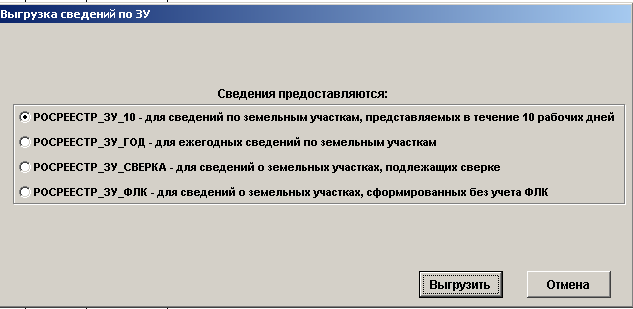 Выгрузка сведений по ЗУ
Сведения предоставляются:
РОСРЕЕСТР_ЗУ_10 - для сведений по земельным участкам, представляемых в течение 10 рабочих дней
РОСРЕЕСТР_ЗУ_ГОД - для ежегодных сведений по земельным участкам
РОСРЕЕСТР_ЗУ_СВЕРКА - для сведений о земельных участках, подлежащих сверке
РОСРЕЕСТР_ЗУ_ФЛК - для сведений о земельных участках, сформированных без учета ФЛК
Выгрузить Отмена